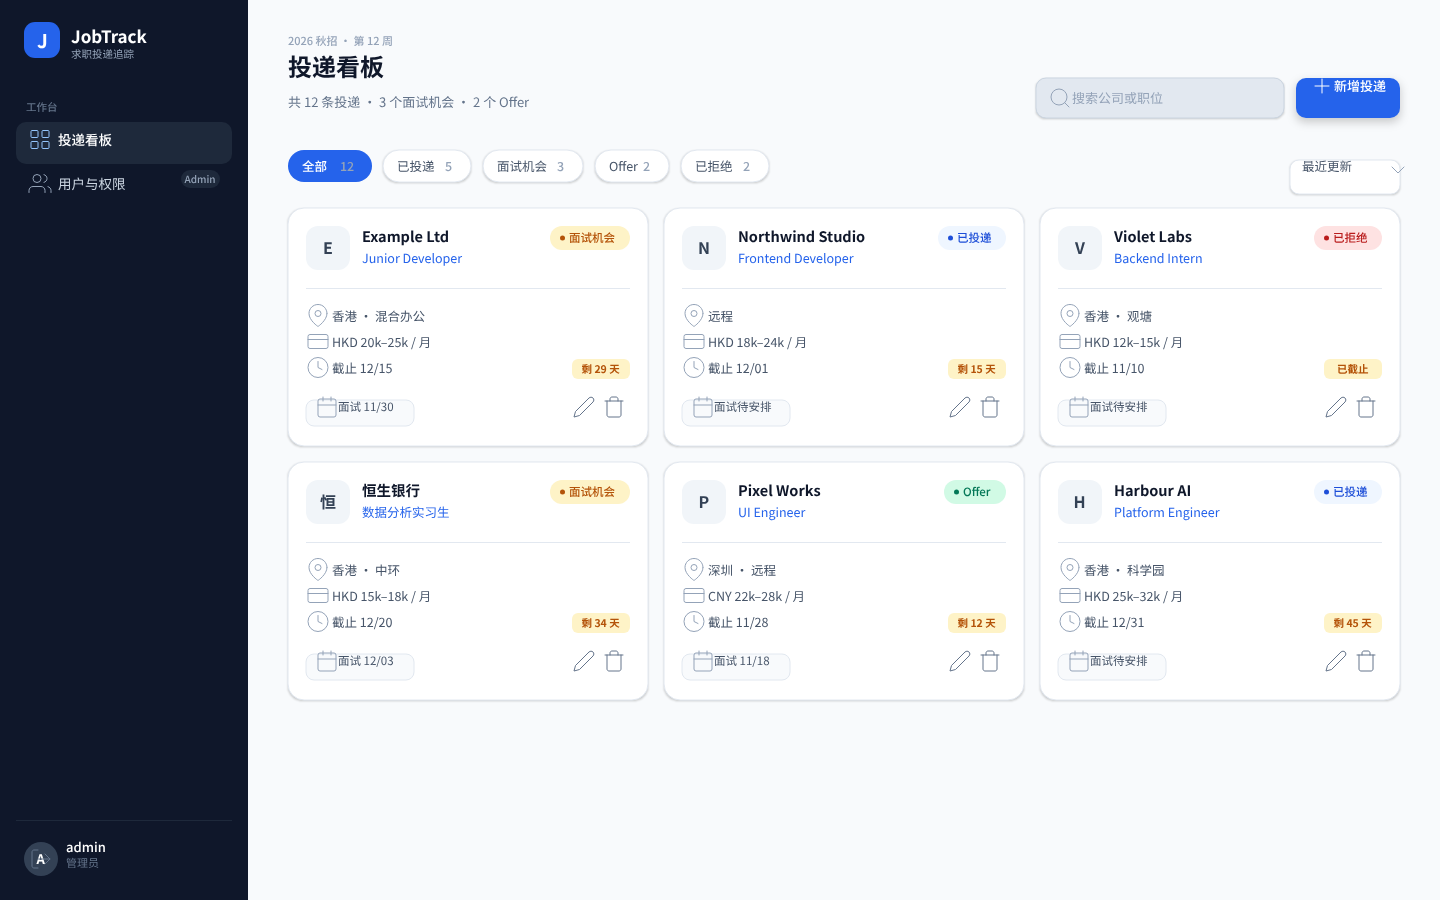 J
JobTrack
求职投递追踪
工作台
投递看板
用户与权限 Admin
A
admin
管理员
2026 秋招 · 第 12 周
投递看板
共 12 条投递 · 3 个面试机会 · 2 个 Offer
搜索公司或职位
新增投递
全部 12
已投递 5
面试机会 3
Offer 2
已拒绝 2
最近更新
E
Example Ltd
Junior Developer
面试机会
香港 · 混合办公
HKD 20k–25k / 月
截止 12/15
剩 29 天
面试 11/30
N
Northwind Studio
Frontend Developer
已投递
远程
HKD 18k–24k / 月
截止 12/01
剩 15 天
面试待安排
V
Violet Labs
Backend Intern
已拒绝
香港 · 观塘
HKD 12k–15k / 月
截止 11/10
已截止
面试待安排
恒
恒生银行
数据分析实习生
面试机会
香港 · 中环
HKD 15k–18k / 月
截止 12/20
剩 34 天
面试 12/03
P
Pixel Works
UI Engineer
Offer
深圳 · 远程
CNY 22k–28k / 月
截止 11/28
剩 12 天
面试 11/18
H
Harbour AI
Platform Engineer
已投递
香港 · 科学园
HKD 25k–32k / 月
截止 12/31
剩 45 天
面试待安排